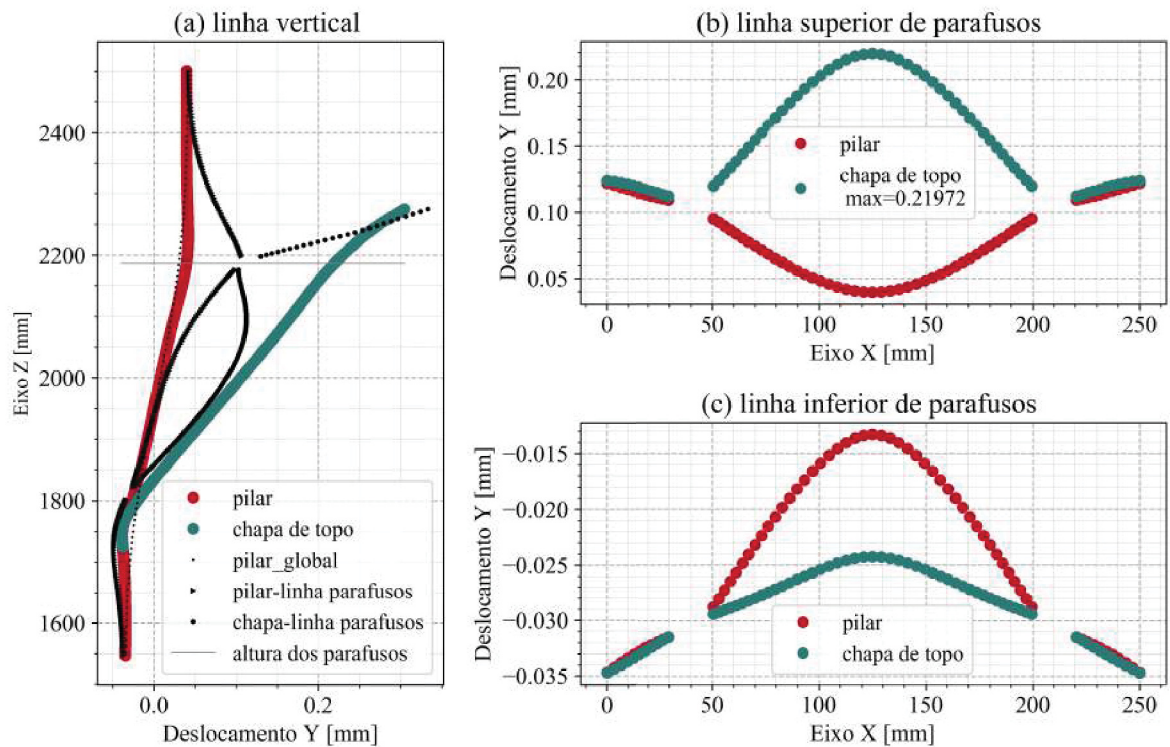 (a) linha vertical
Eixo Z [mm]
2400
2200
2000
1800
1600
pilar
chapa de topo
pilar_global
pilar-linha parafusos
chapa-linha parafusos
altura dos parafusos
0.0 0.2
Deslocamento Y [mm]
(b) linha superior de parafusos
Deslocamento Y [mm]
0.20
0.15
0.10
0.05
pilar
chapa de topo
max=0.21972
0 50 100 150 200 250
Eixo X [mm]
(c) linha inferior de parafusos
Deslocamento Y [mm]
−0.015
−0.020
−0.025
−0.030
−0.035
pilar
chapa de topo
0 50 100 150 200 250
Eixo X [mm]